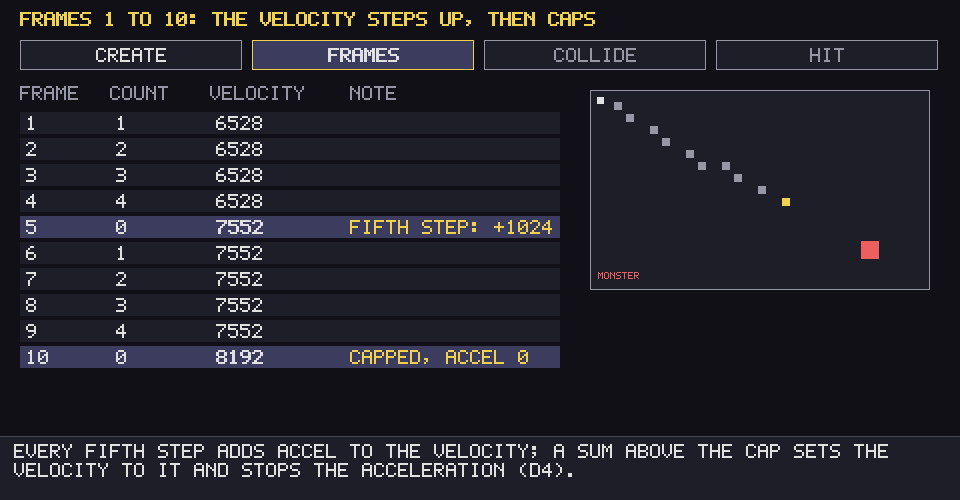 FRAMES 1 TO 10: THE VELOCITY STEPS UP, THEN CAPS
CREATE FRAMES COLLIDE HIT
FRAME COUNT VELOCITY NOTE
1 1 6528
2 2 6528
3 3 6528
4 4 6528
5 0 7552 FIFTH STEP: +1024
6 1 7552
7 2 7552
8 3 7552
9 4 7552
10 0 8192 CAPPED, ACCEL 0
MONSTER
EVERY FIFTH STEP ADDS ACCEL TO THE VELOCITY; A SUM ABOVE THE CAP SETS THE
VELOCITY TO IT AND STOPS THE ACCELERATION (D4).